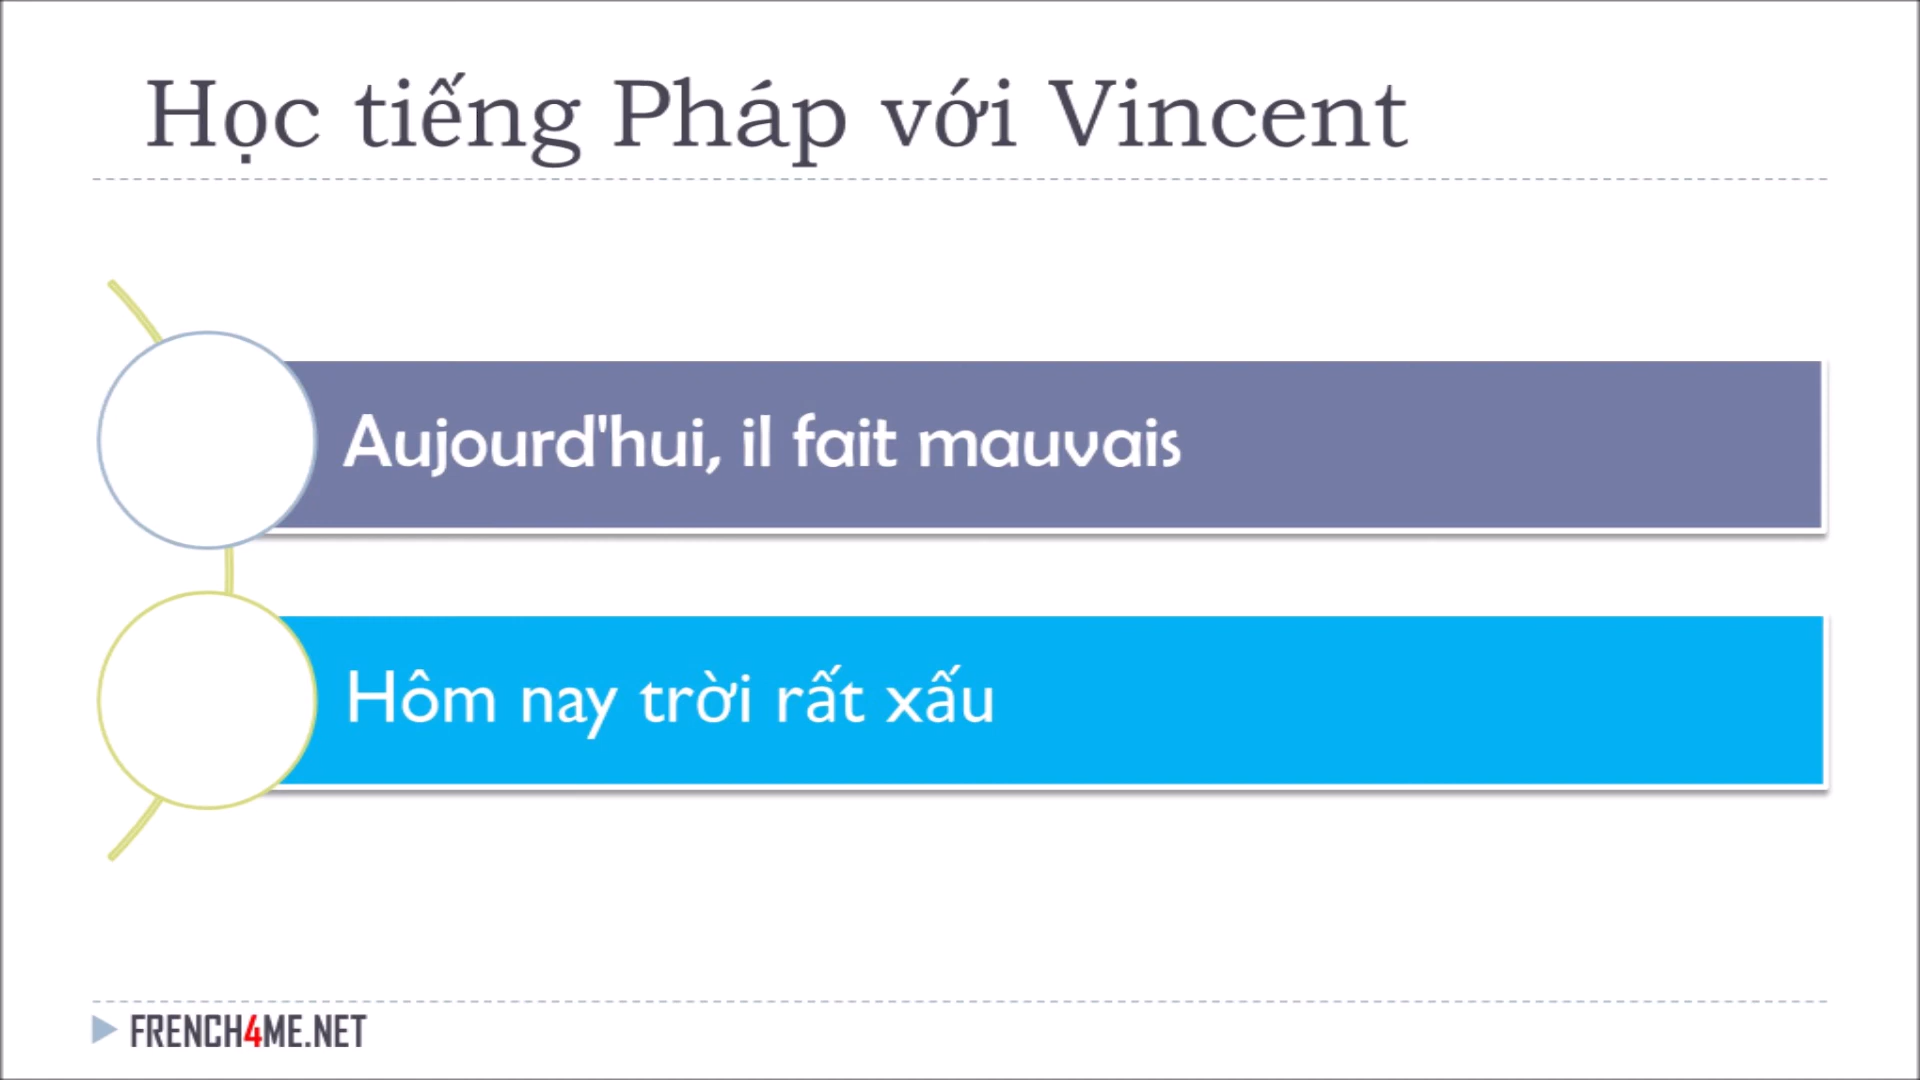 Học tiếng Pháp với Vincent
Aujourd'hui, il fait mauvais
Hôm nay trời rất xấu
FRENCH4ME.NET